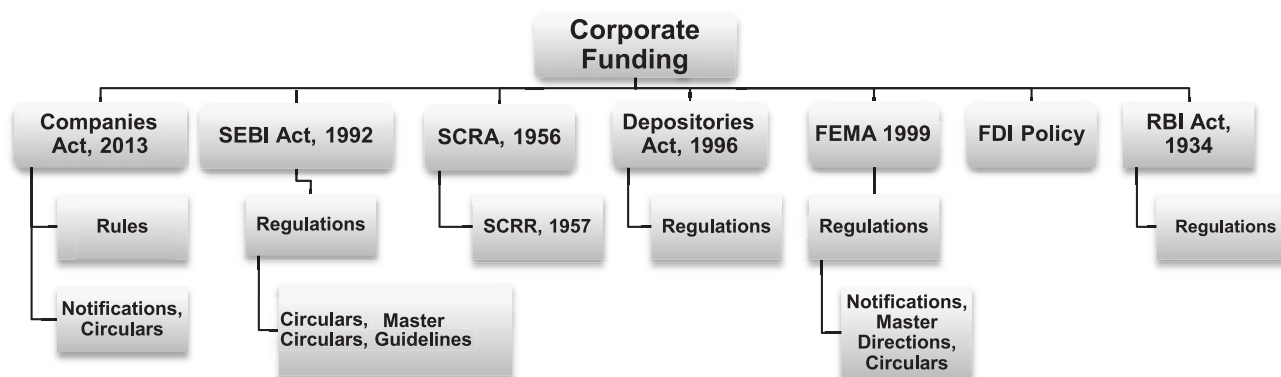 Corporate
Funding
Companies
Act, 2013
SEBI Act, 1992
SCRA, 1956
Depositories
Act, 1996
FEMA 1999
FDI Policy
RBI Act,
1934
Rules
Regulations
SCRR, 1957
Regulations
Regulations
Regulations
Notifications,
Circulars
Circulars, Master
Circulars, Guidelines
Notifications,
Master
Directions,
Circulars